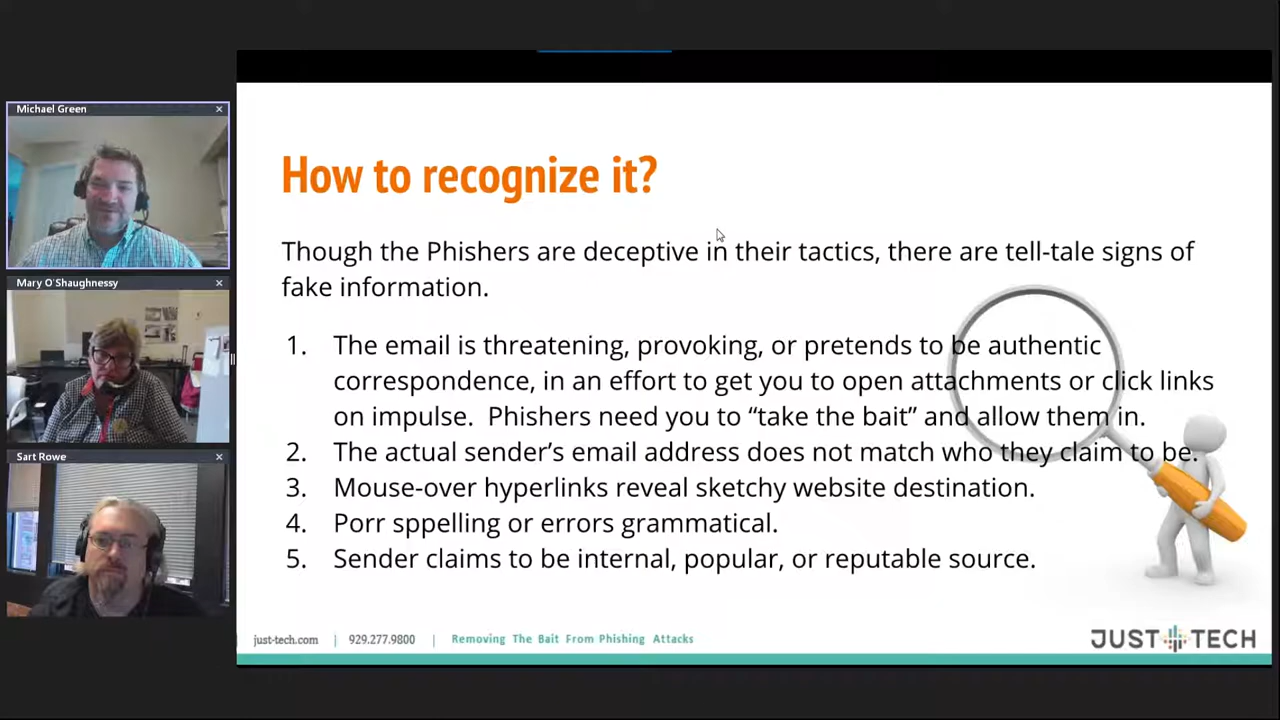 Michael Green
Mary O'Shaughnessy
Sart Rowe
How to recognize it?
Though the Phishers are deceptive in their tactics, there are tell-tale signs of
fake information.
1. The email is threatening, provoking, or pretends to be authentic
correspondence, in an effort to get you to open attachments or click links
on impulse.  Phishers need you to “take the bait” and allow them in.
2. The actual sender’s email address does not match who they claim to be.
3. Mouse-over hyperlinks reveal sketchy website destination.
4. Porr sppelling or errors grammatical.
5. Sender claims to be internal, popular, or reputable source.
just-tech.com | 929.277.9800 | Removing The Bait From Phishing Attacks
JUST TECH